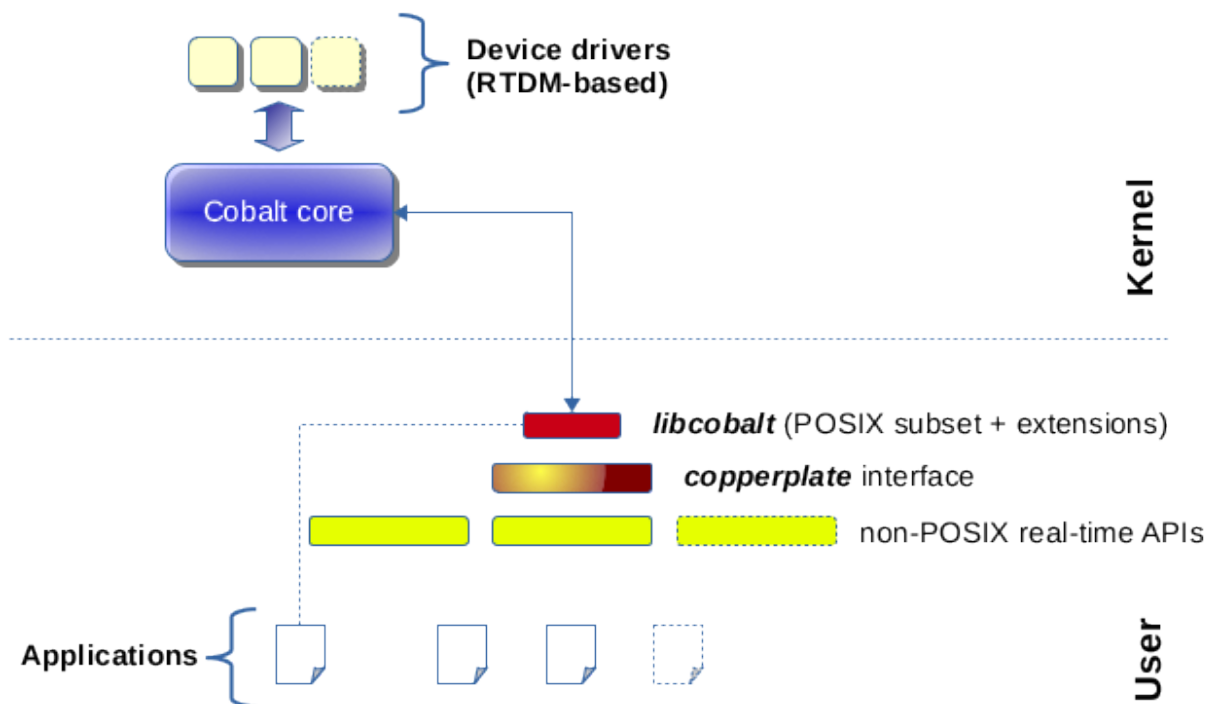 Device drivers
(RTDM-based)
Cobalt core
Kernel
libcobalt (POSIX subset + extensions)
copperplate interface
non-POSIX real-time APIs
Applications
User